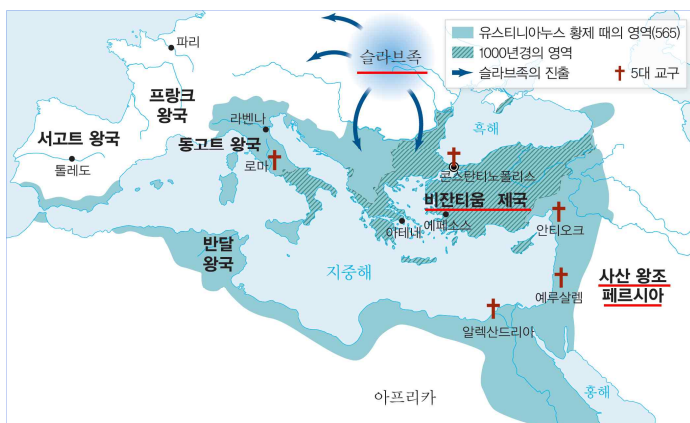 유스티니아누스 황제 때의 영역(565)
1000년경의 영역
슬라브족의 진출
5대 교구
파리
슬라브족
프랑크
왕국
흑해
라벤나
서고트 왕국
동고트 왕국
톨레도
로마
콘스탄티노폴리스
비잔티움 제국
에페소스
아테네
안티오크
반달
왕국
지중해
사산 왕조
페르시아
예루살렘
알렉산드리아
아프리카
홍해